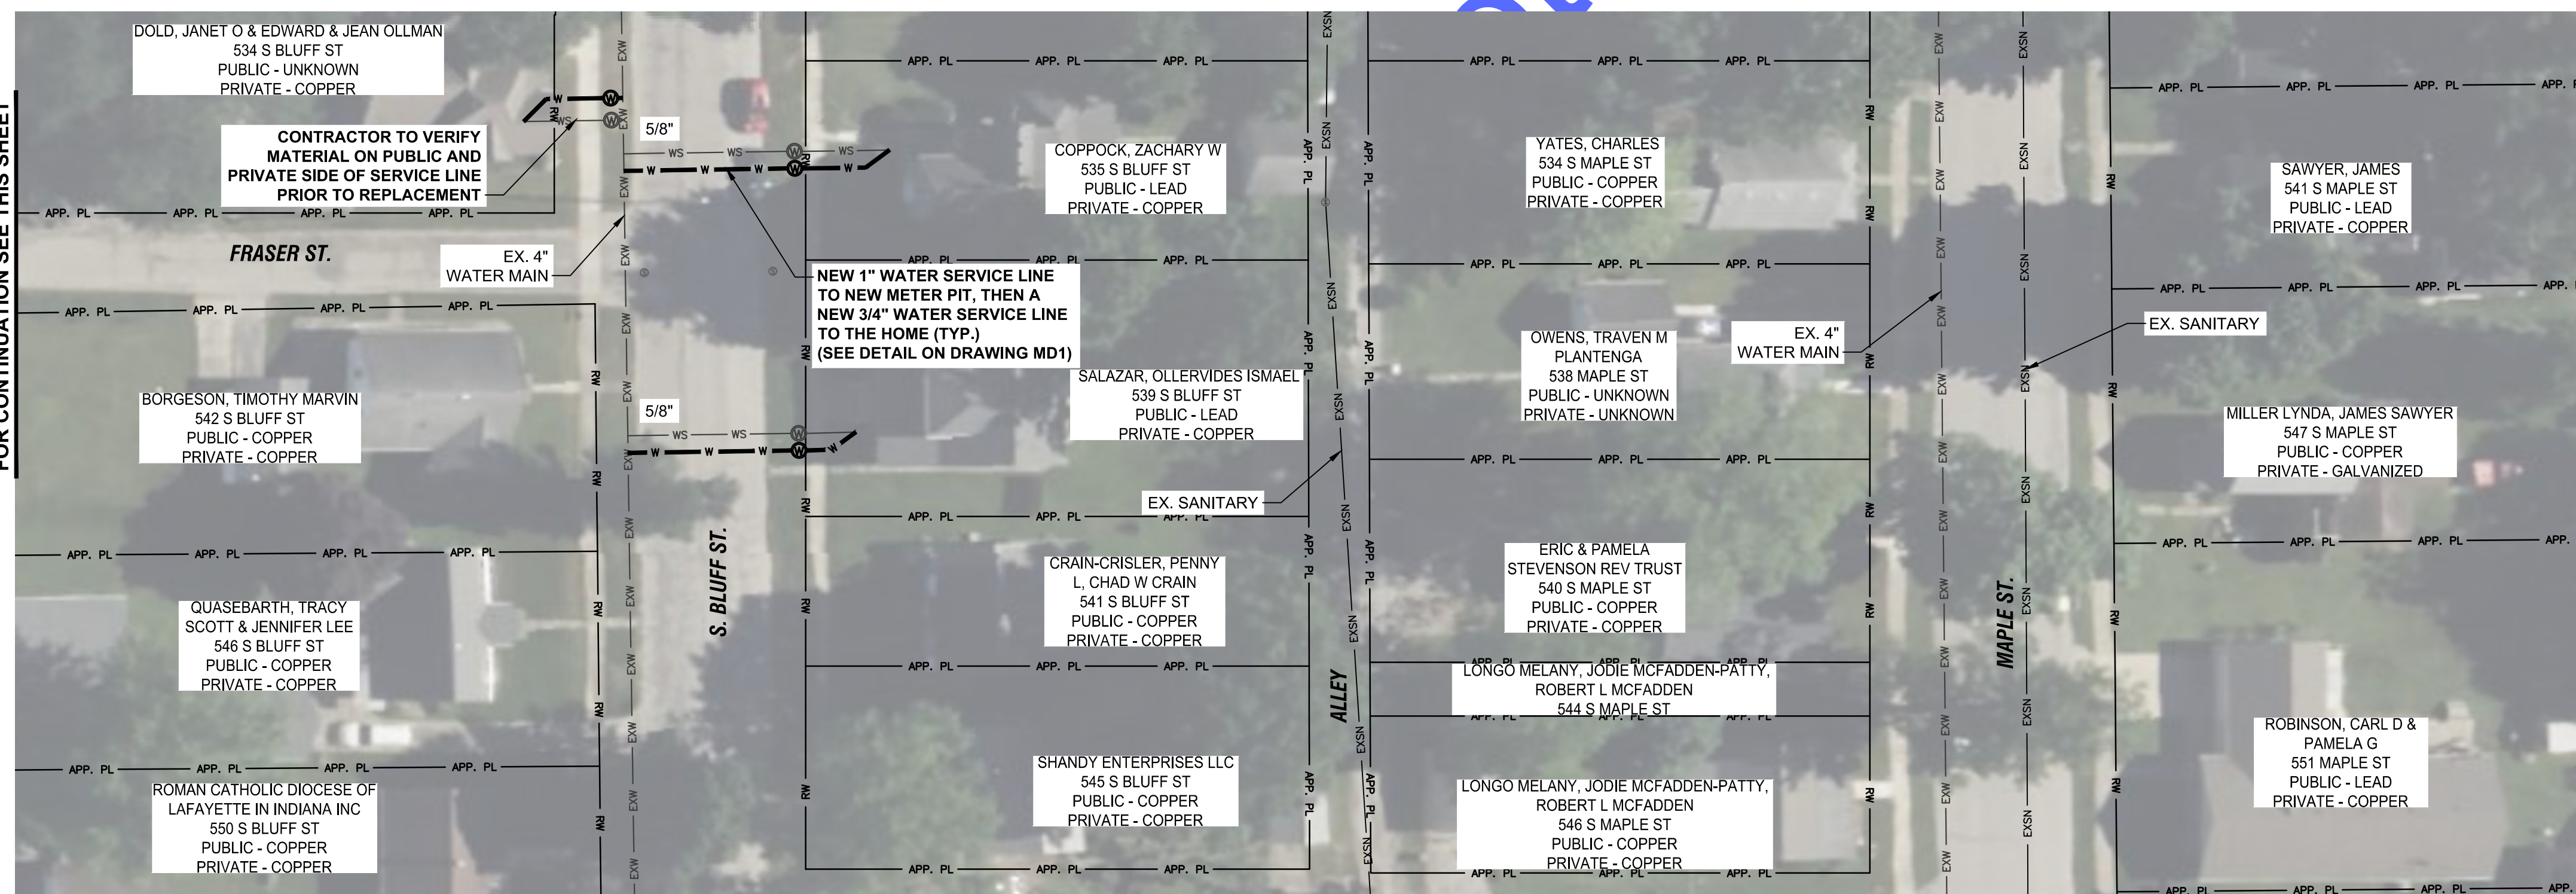 FOR CONTINUATION SEE THIS SHEET
DOLD, JANET O & EDWARD & JEAN OLLMAN
534 S BLUFF ST
PUBLIC - UNKNOWN
PRIVATE - COPPER
CONTRACTOR TO VERIFY
MATERIAL ON PUBLIC AND
PRIVATE SIDE OF SERVICE LINE
PRIOR TO REPLACEMENT
FRASER ST.
EX. 4"
WATER MAIN
5/8"
COPPOCK, ZACHARY W
535 S BLUFF ST
PUBLIC - LEAD
PRIVATE - COPPER
NEW 1" WATER SERVICE LINE
TO NEW METER PIT, THEN A
NEW 3/4" WATER SERVICE LINE
TO THE HOME (TYP.)
(SEE DETAIL ON DRAWING MD1)
BORGESON, TIMOTHY MARVIN
542 S BLUFF ST
PUBLIC - COPPER
PRIVATE - COPPER
5/8"
SALAZAR, OLLERVIDES ISMAEL
539 S BLUFF ST
PUBLIC - LEAD
PRIVATE - COPPER
EX. SANITARY
S. BLUFF ST.
QUASEBARTH, TRACY
SCOTT & JENNIFER LEE
546 S BLUFF ST
PUBLIC - COPPER
PRIVATE - COPPER
CRAIN-CRISLER, PENNY
L, CHAD W CRAIN
541 S BLUFF ST
PUBLIC - COPPER
PRIVATE - COPPER
ROMAN CATHOLIC DIOCESE OF
LAFAYETTE IN INDIANA INC
550 S BLUFF ST
PUBLIC - COPPER
PRIVATE - COPPER
SHANDY ENTERPRISES LLC
545 S BLUFF ST
PUBLIC - COPPER
PRIVATE - COPPER
ALLEY
YATES, CHARLES
534 S MAPLE ST
PUBLIC - COPPER
PRIVATE - COPPER
OWENS, TRAVEN M
PLANTENGA
538 MAPLE ST
PUBLIC - UNKNOWN
PRIVATE - UNKNOWN
EX. 4"
WATER MAIN
ERIC & PAMELA
STEVENSON REV TRUST
540 S MAPLE ST
PUBLIC - COPPER
PRIVATE - COPPER
LONGO MELANY, JODIE MCFADDEN-PATTY,
ROBERT L MCFADDEN
544 S MAPLE ST
LONGO MELANY, JODIE MCFADDEN-PATTY,
ROBERT L MCFADDEN
546 S MAPLE ST
PUBLIC - COPPER
PRIVATE - COPPER
MAPLE ST.
SAWYER, JAMES
541 S MAPLE ST
PUBLIC - LEAD
PRIVATE - COPPER
EX. SANITARY
MILLER LYNDA, JAMES SAWYER
547 S MAPLE ST
PUBLIC - COPPER
PRIVATE - GALVANIZED
ROBINSON, CARL D &
PAMELA G
551 MAPLE ST
PUBLIC - LEAD
PRIVATE - COPPER
APP. PL
RW
EXW
EXSN
WS
W